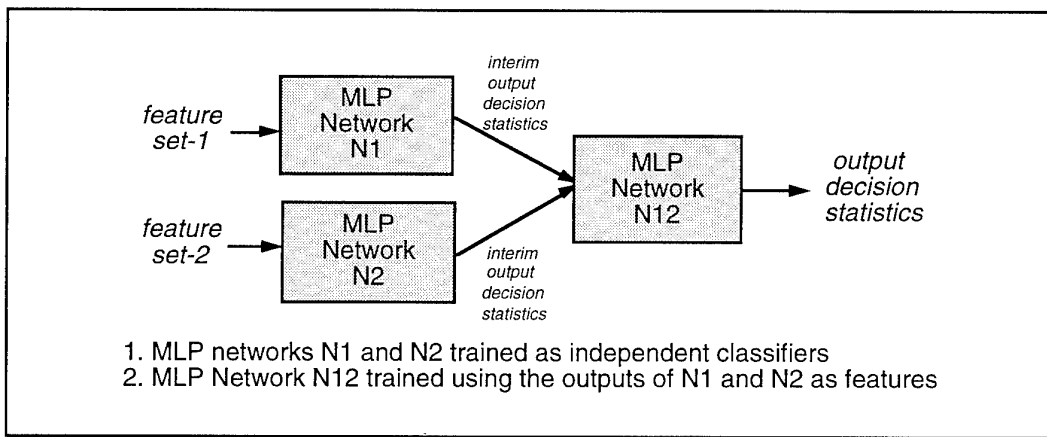 feature
set-1
MLP
Network
N1
interim
output
decision
statistics
feature
set-2
MLP
Network
N2
interim
output
decision
statistics
MLP
Network
N12
output
decision
statistics
1. MLP networks N1 and N2 trained as independent classifiers
2. MLP Network N12 trained using the outputs of N1 and N2 as features